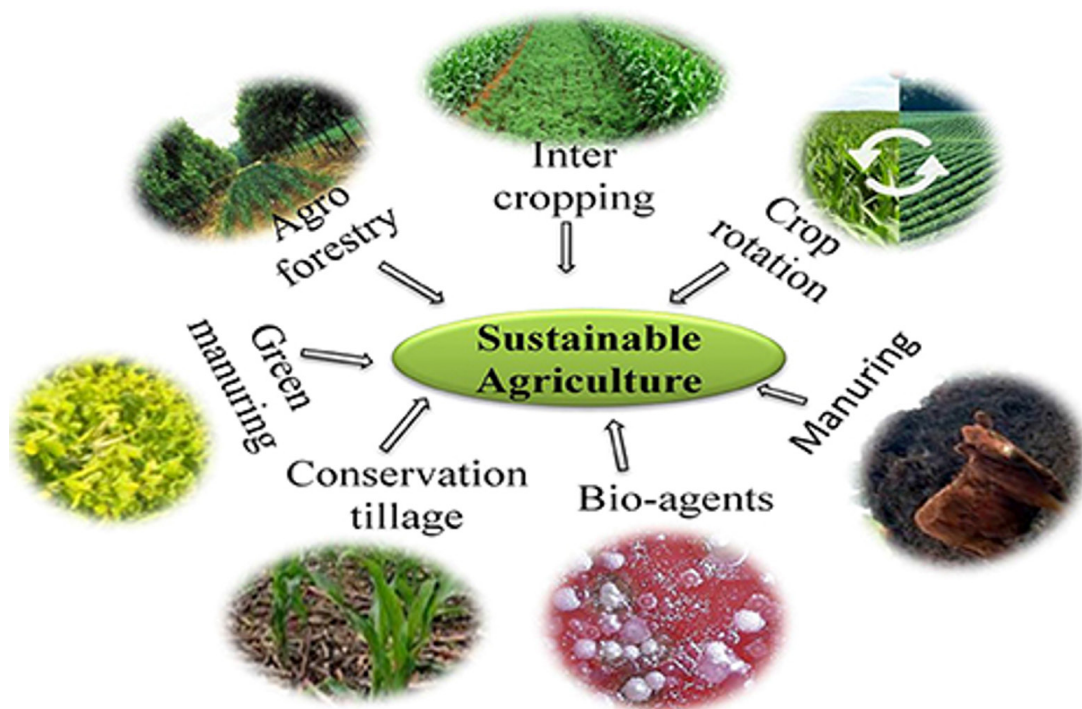 Inter
cropping
Agro
forestry
Crop
rotation
Green
manuring
Sustainable
Agriculture
Manuring
Conservation
tillage
Bio-agents